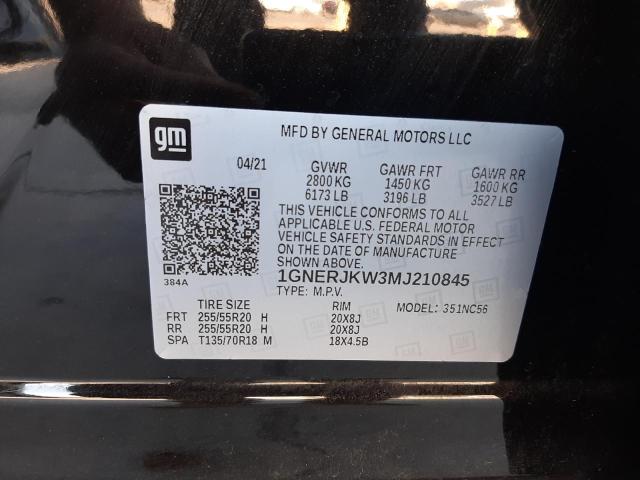 gm
MFD BY GENERAL MOTORS LLC
04/21 GVWR GAWR FRT GAWR RR
2800 KG 1450 KG 1600 KG
6173 LB 3196 LB 3527 LB
THIS VEHICLE CONFORMS TO ALL
APPLICABLE U.S. FEDERAL MOTOR
VEHICLE SAFETY STANDARDS IN EFFECT
ON THE DATE OF MANUFACTURE
SHOWN ABOVE.
384A
1GNERJKW3MJ210845
TYPE: M.P.V. MODEL: 351NC56
TIRE SIZE RIM
FRT 255/55R20 H 20X8J
RR 255/55R20 H 20X8J
SPA T135/70R18 M 18X4.5B